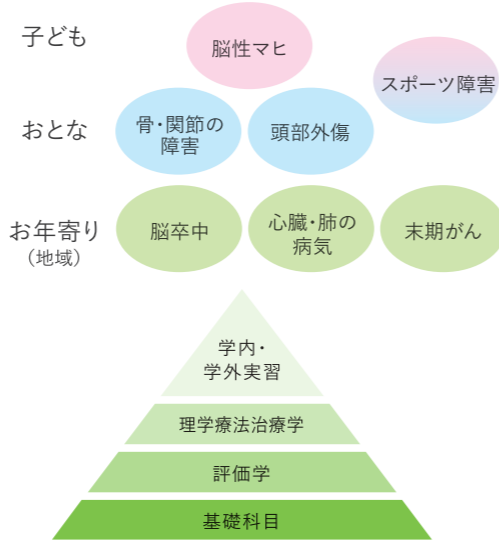 子ども
脳性マヒ
スポーツ障害
おとな
骨・関節の
障害
頭部外傷
お年寄り
(地域)
脳卒中
心臓・肺の
病気
末期がん
学内・
学外実習
理学療法治療学
評価学
基礎科目